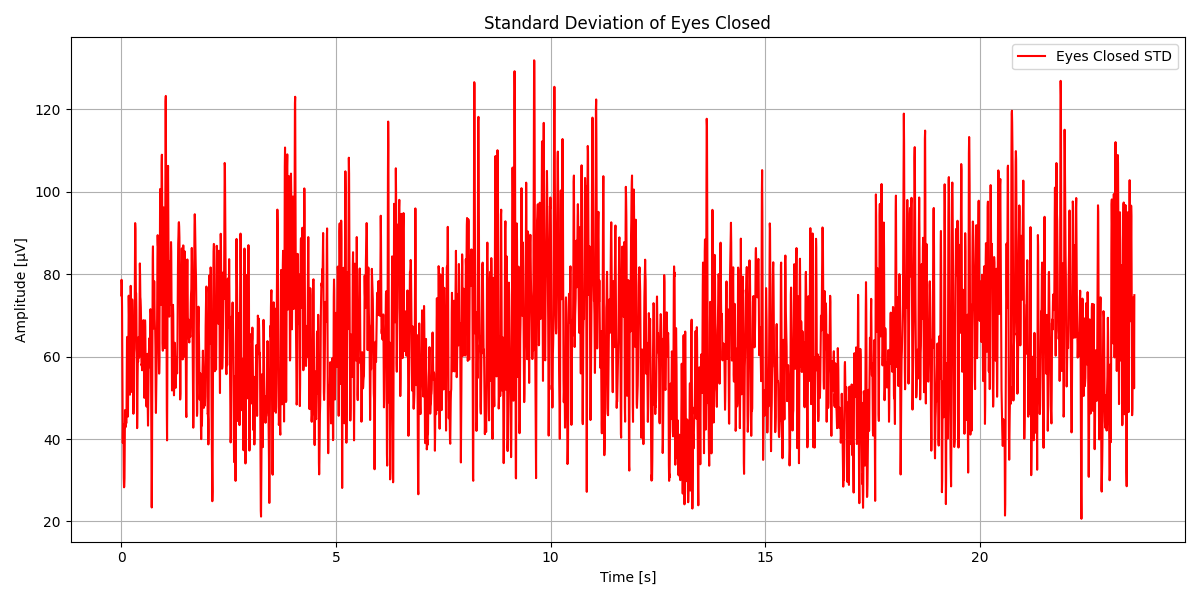 Standard Deviation of Eyes Closed
Eyes Closed STD
Amplitude [µV]
120
100
80
60
40
20
0 5 10 15 20
Time [s]